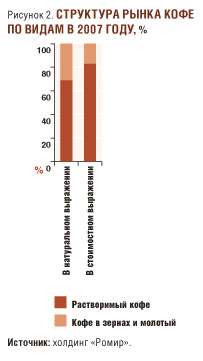 Рисунок 2. СТРУКТУРА РЫНКА КОФЕ
ПО ВИДАМ В 2007 ГОДУ, %
100
80
60
40
20
% 0
В натуральном выражении
В стоимостном выражении
Растворимый кофе
Кофе в зернах и молотый
Источник: холдинг «Ромир».